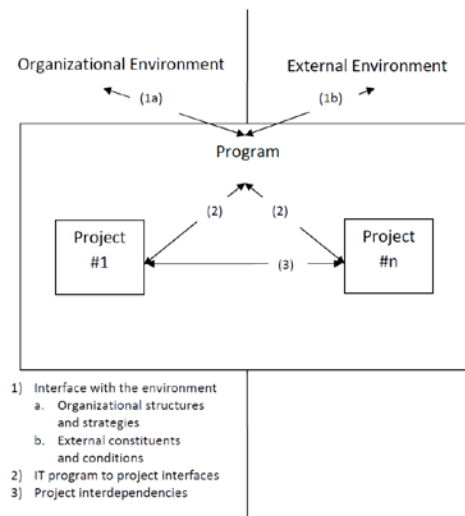 Organizational Environment
External Environment
(1a)
(1b)
Program
(2)
(2)
Project
#1
Project
#n
(3)
1) Interface with the environment
a. Organizational structures
and strategies
b. External constituents
and conditions
2) IT program to project interfaces
3) Project interdependencies